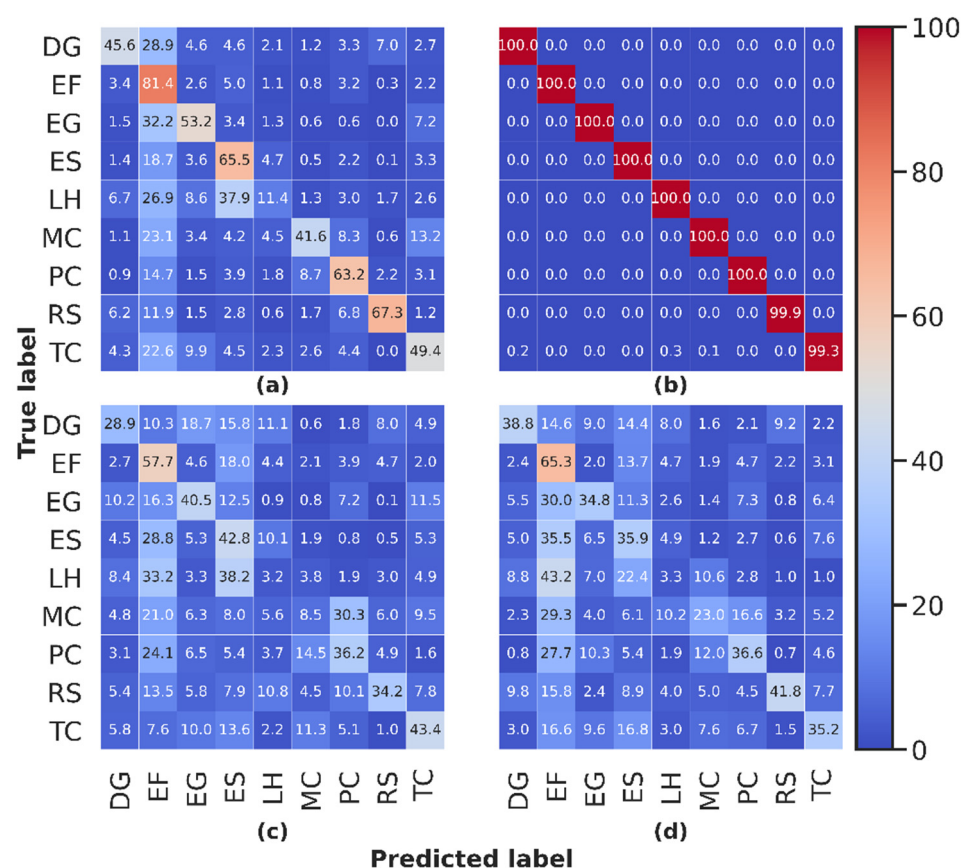 DG 45.6 28.9 4.6 4.6 2.1 1.2 3.3 7.0 2.7
EF 3.4 81.4 2.6 5.0 1.1 0.8 3.2 0.3 2.2
EG 1.5 32.2 53.2 3.4 1.3 0.6 0.6 0.0 7.2
ES 1.4 18.7 3.6 65.5 4.7 0.5 2.2 0.1 3.3
LH 6.7 26.9 8.6 37.9 11.4 1.3 3.0 1.7 2.6
MC 1.1 23.1 3.4 4.2 4.5 41.6 8.3 0.6 13.2
PC 0.9 14.7 1.5 3.9 1.8 8.7 63.2 2.2 3.1
RS 6.2 11.9 1.5 2.8 0.6 1.7 6.8 67.3 1.2
TC 4.3 22.6 9.9 4.5 2.3 2.6 4.4 0.0 49.4
(a)
100.0 0.0 0.0 0.0 0.0 0.0 0.0 0.0 0.0
0.0 100.0 0.0 0.0 0.0 0.0 0.0 0.0 0.0
0.0 0.0 100.0 0.0 0.0 0.0 0.0 0.0 0.0
0.0 0.0 0.0 100.0 0.0 0.0 0.0 0.0 0.0
0.0 0.0 0.0 0.0 100.0 0.0 0.0 0.0 0.0
0.0 0.0 0.0 0.0 0.0 100.0 0.0 0.0 0.0
0.0 0.0 0.0 0.0 0.0 0.0 100.0 0.0 0.0
0.0 0.0 0.0 0.0 0.0 0.0 0.0 99.9 0.0
0.2 0.0 0.0 0.0 0.3 0.1 0.0 0.0 99.3
(b)
True label
DG 28.9 10.3 18.7 15.8 11.1 0.6 1.8 8.0 4.9
EF 2.7 57.7 4.6 18.0 4.4 2.1 3.9 4.7 2.0
EG 10.2 16.3 40.5 12.5 0.9 0.8 7.2 0.1 11.5
ES 4.5 28.8 5.3 42.8 10.1 1.9 0.8 0.5 5.3
LH 8.4 33.2 3.3 38.2 3.2 3.8 1.9 3.0 4.9
MC 4.8 21.0 6.3 8.0 5.6 8.5 30.3 6.0 9.5
PC 3.1 24.1 6.5 5.4 3.7 14.5 36.2 4.9 1.6
RS 5.4 13.5 5.8 7.9 10.8 4.5 10.1 34.2 7.8
TC 5.8 7.6 10.0 13.6 2.2 11.3 5.1 1.0 43.4
DG EF EG ES LH MC PC RS TC
(c)
38.8 14.6 9.0 14.4 8.0 1.6 2.1 9.2 2.2
2.4 65.3 2.0 13.7 4.7 1.9 4.7 2.2 3.1
5.5 30.0 34.8 11.3 2.6 1.4 7.3 0.8 6.4
5.0 35.5 6.5 35.9 4.9 1.2 2.7 0.6 7.6
8.8 43.2 7.0 22.4 3.3 10.6 2.8 1.0 1.0
2.3 29.3 4.0 6.1 10.2 23.0 16.6 3.2 5.2
0.8 27.7 10.3 5.4 1.9 12.0 36.6 0.7 4.6
9.8 15.8 2.4 8.9 4.0 5.0 4.5 41.8 7.7
3.0 16.6 9.6 16.8 3.0 7.6 6.7 1.5 35.2
DG EF EG ES LH MC PC RS TC
(d)
Predicted label
100
80
60
40
20
0